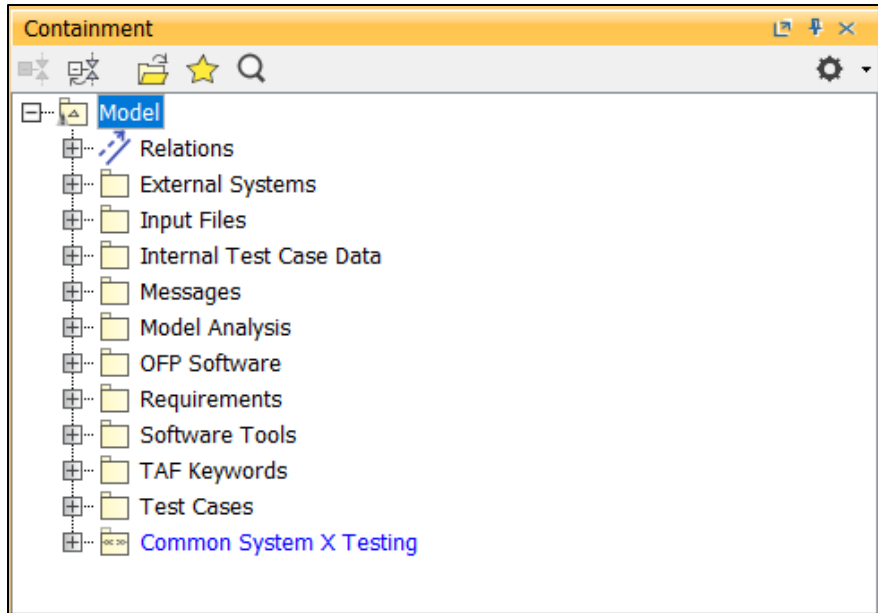 Containment
Model
Relations
External Systems
Input Files
Internal Test Case Data
Messages
Model Analysis
OFP Software
Requirements
Software Tools
TAF Keywords
Test Cases
Common System X Testing